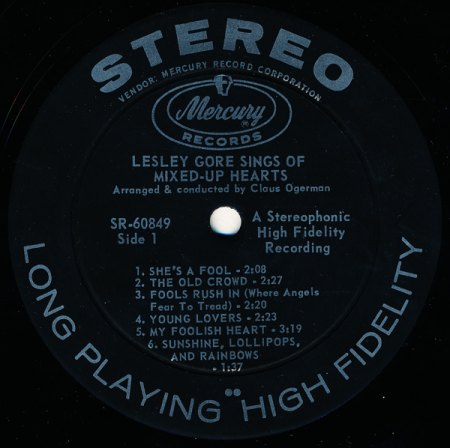 STEREO
VENDOR: MERCURY RECORD CORPORATION
Mercury
RECORDS
LESLEY GORE SINGS OF
MIXED-UP HEARTS
Arranged & conducted by Claus Ogerman
SR-60849
Side 1
A Stereophonic
High Fidelity
Recording
1. SHE'S A FOOL - 2:08
2. THE OLD CROWD - 2:27
3. FOOLS RUSH IN (Where Angels
Fear To Tread) - 2:20
4. YOUNG LOVERS - 2:23
5. MY FOOLISH HEART - 3:19
6. SUNSHINE, LOLLIPOPS,
AND RAINBOWS
- 1:37
LONG PLAYING "HIGH FIDELITY